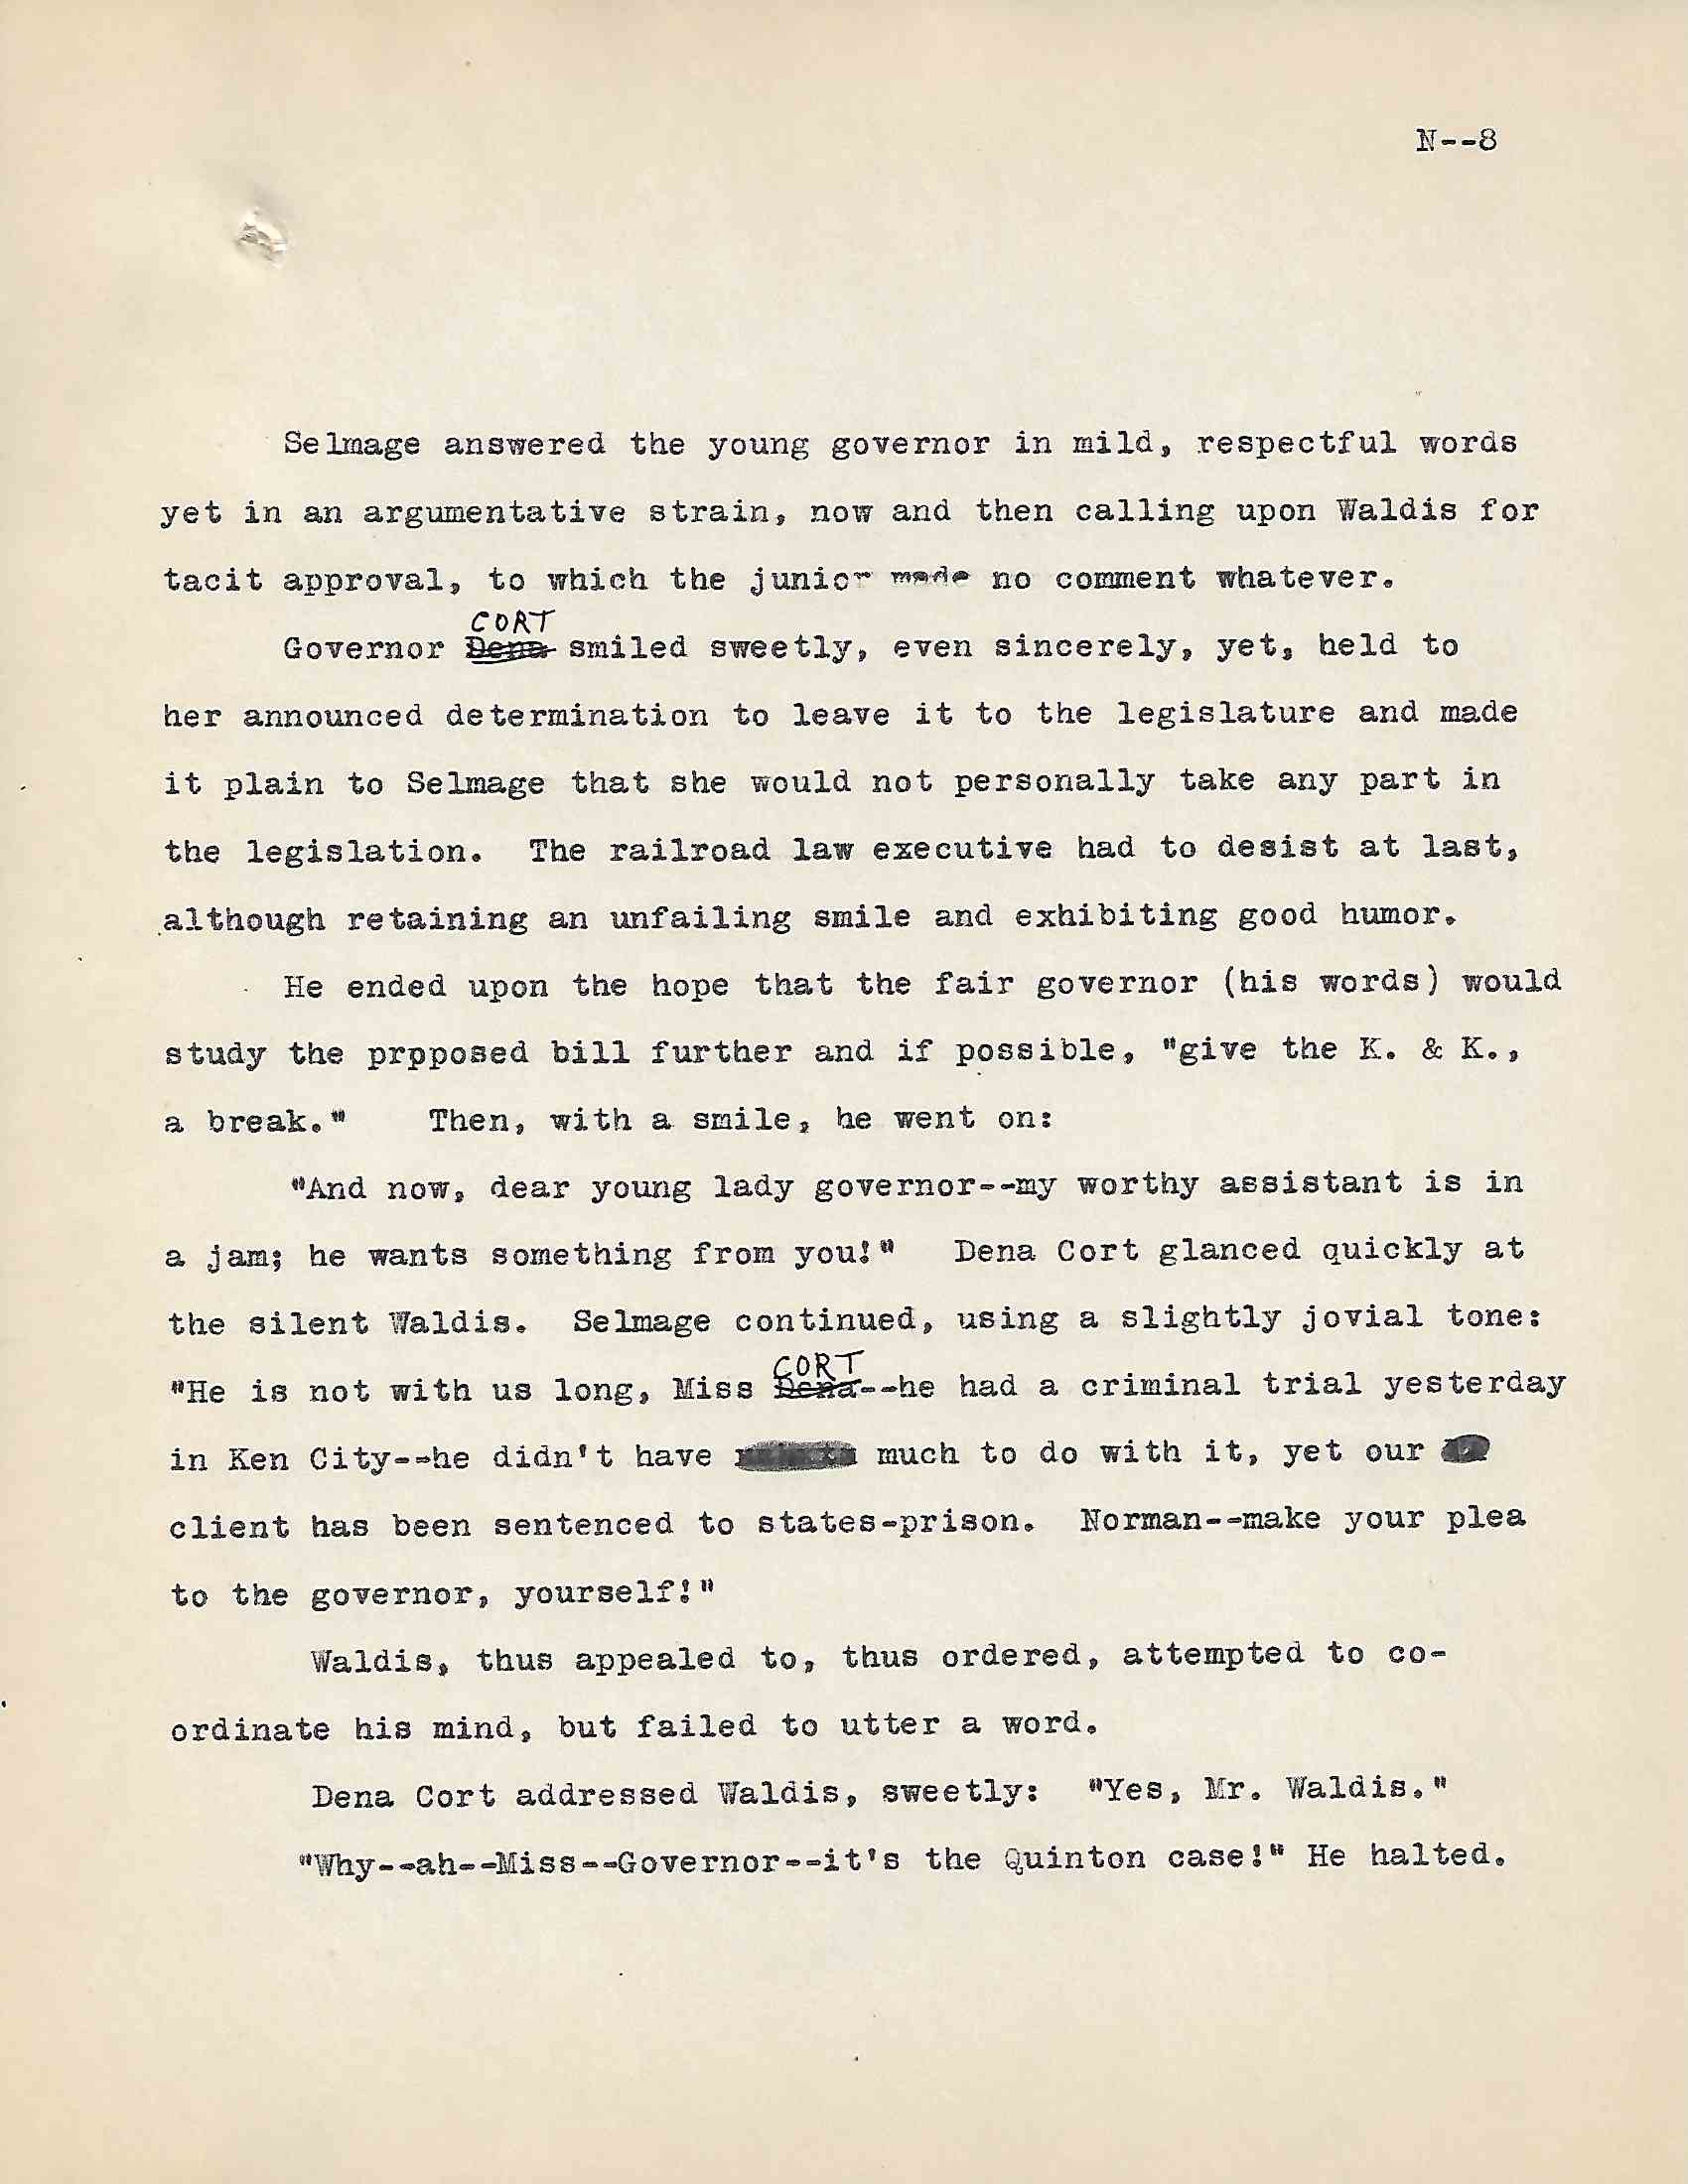 N--8
Selmage answered the young governor in mild, respectful words
yet in an argumentative strain, now and then calling upon Waldis for
tacit approval, to which the junior made no comment whatever.
CORT
Governor Dena smiled sweetly, even sincerely, yet, held to
her announced determination to leave it to the legislature and made
it plain to Selmage that she would not personally take any part in
the legislation. The railroad law executive had to desist at last,
although retaining an unfailing smile and exhibiting good humor.
He ended upon the hope that the fair governor (his words) would
study the prpposed bill further and if possible, "give the K. & K.,
a break." Then, with a smile, he went on:
"And now, dear young lady governor--my worthy assistant is in
a jam; he wants something from you!" Dena Cort glanced quickly at
the silent Waldis. Selmage continued, using a slightly jovial tone:
CORT
"He is not with us long, Miss Dena--he had a criminal trial yesterday
in Ken City--he didn't have much to do with it, yet our
client has been sentenced to states-prison. Norman--make your plea
to the governor, yourself!"
Waldis, thus appealed to, thus ordered, attempted to co-
ordinate his mind, but failed to utter a word.
Dena Cort addressed Waldis, sweetly: "Yes, Mr. Waldis."
"Why--ah--Miss--Governor--it's the Quinton case!" He halted.